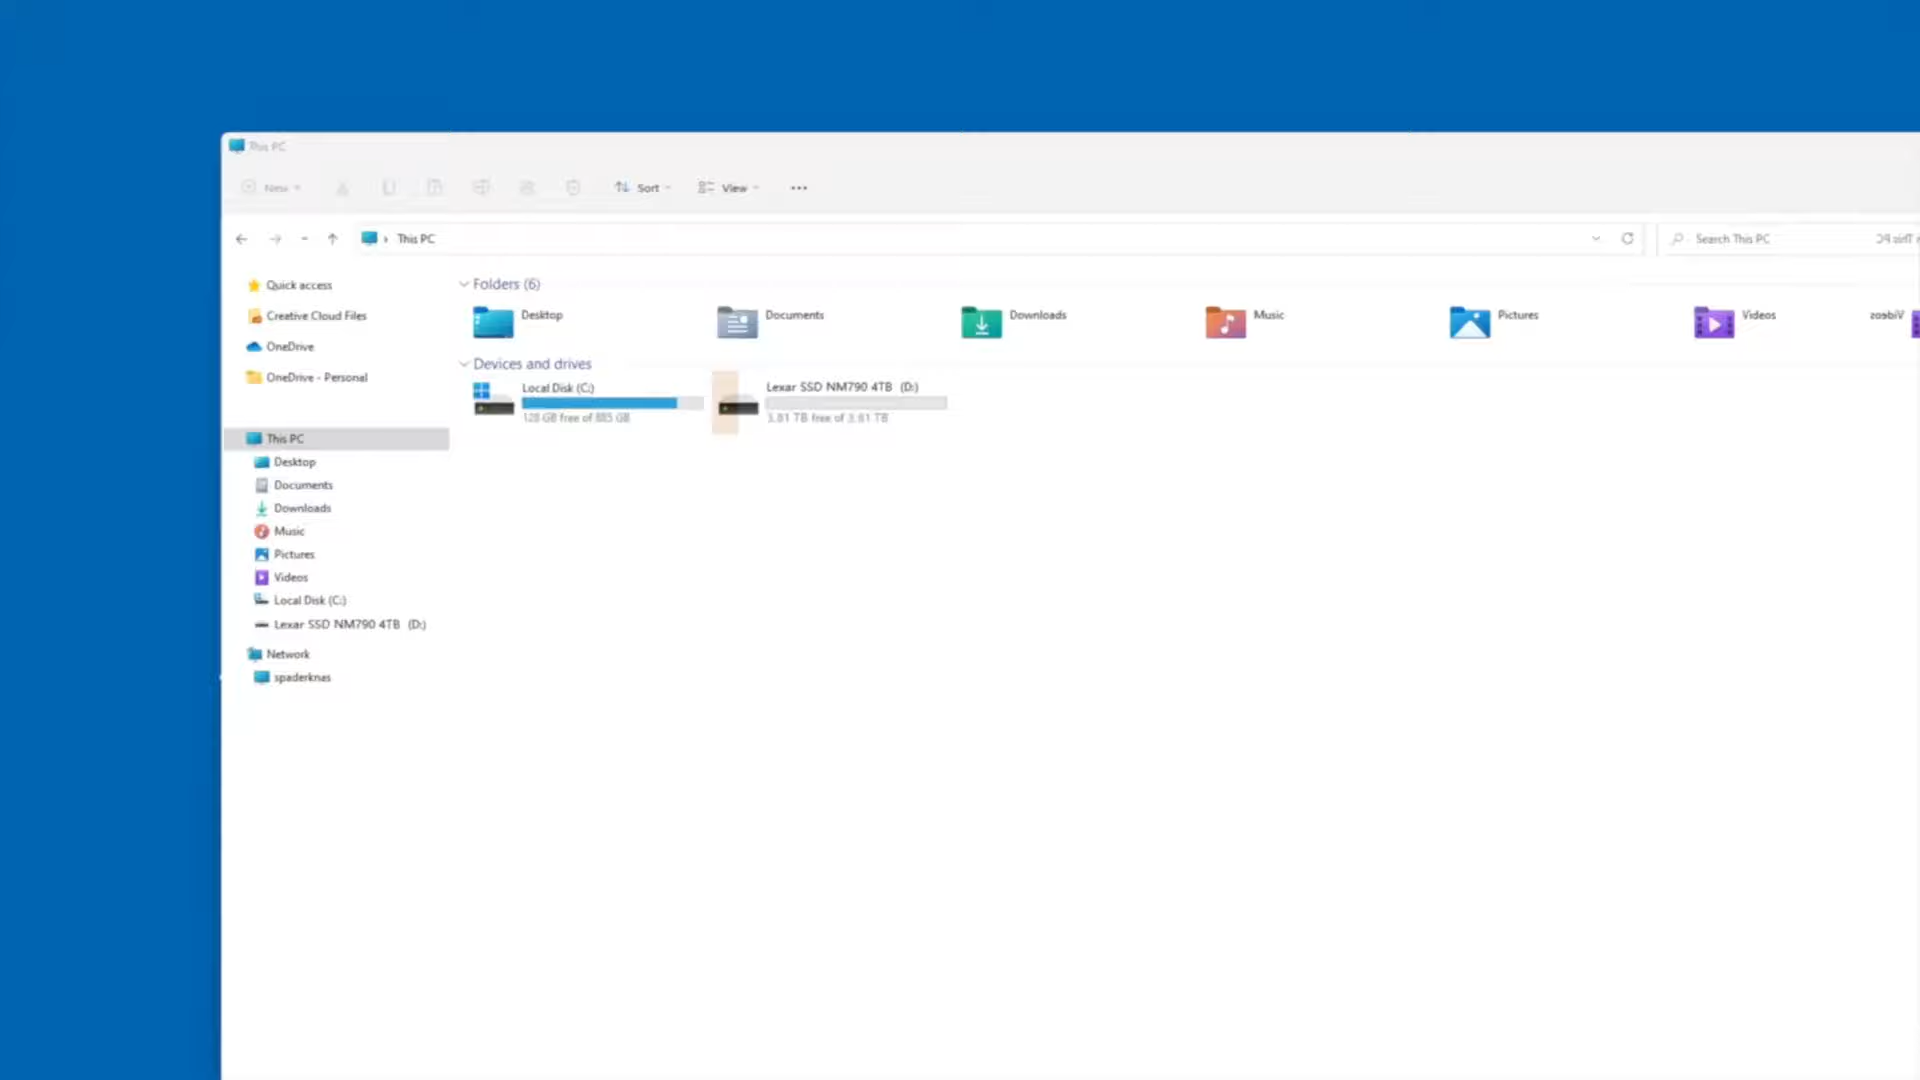 This PC
New Sort View
This PC Search This PC
Quick access
Creative Cloud Files
OneDrive
OneDrive - Personal
This PC
Desktop
Documents
Downloads
Music
Pictures
Videos
Local Disk (C:)
Lexar SSD NM790 4TB (D:)
Network
spaderknas
Folders (6)
Desktop Documents Downloads Music Pictures Videos
Devices and drives
Local Disk (C:) Lexar SSD NM790 4TB (D:)
128 GB free of 885 GB 3.81 TB free of 3.81 TB